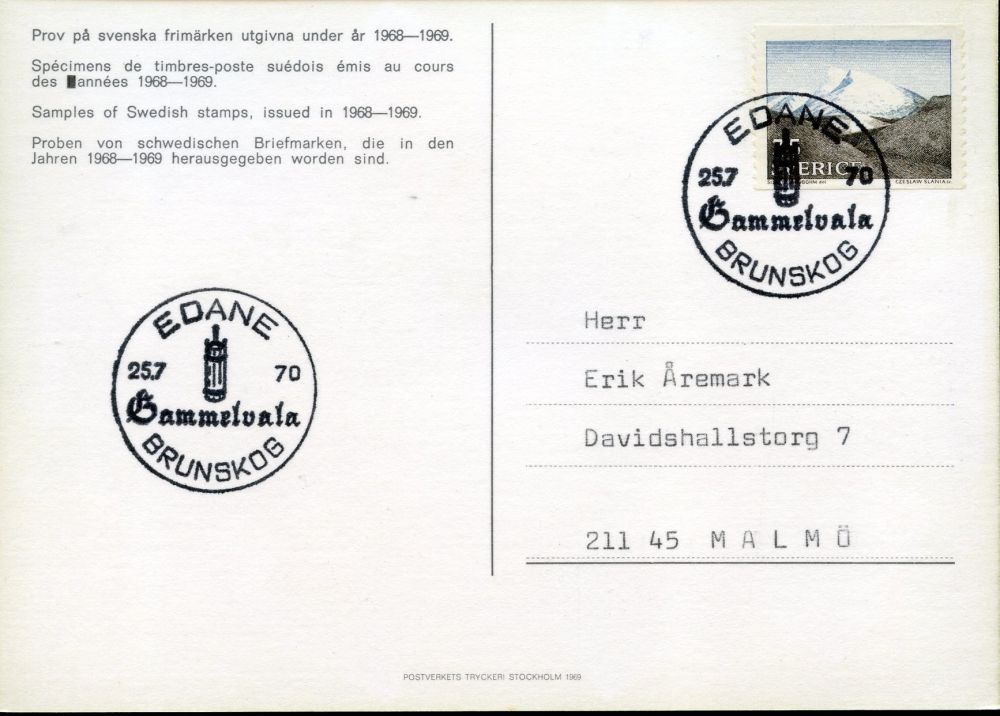 Prov på svenska frimärken utgivna under år 1968—1969.
Spécimens de timbres-poste suédois émis au cours
des années 1968—1969.
Samples of Swedish stamps, issued in 1968—1969.
Proben von schwedischen Briefmarken, die in den
Jahren 1968—1969 herausgegeben worden sind.
EDANE
25.7 70
Gammelvala
BRUNSKOG
SVERIGE
CZESLAW SLANIA sc.
EDANE
25.7 70
Gammelvala
BRUNSKOG
Herr
Erik Åremark
Davidshallstorg 7
211 45 MALMÖ
POSTVERKETS TRYCKERI STOCKHOLM 1969